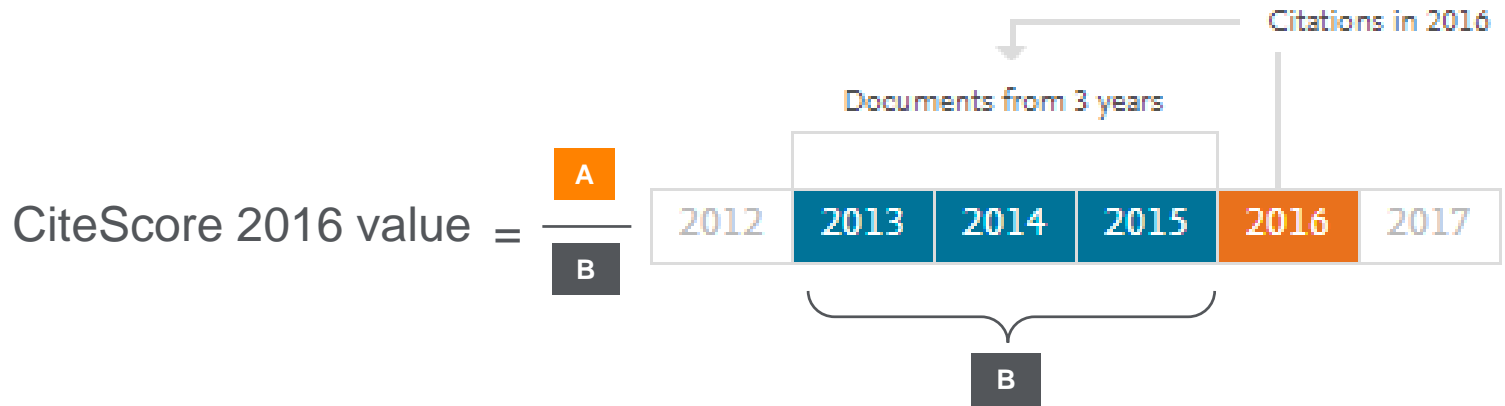 Citations in 2016
Documents from 3 years
A
CiteScore 2016 value =
B
2012 2013 2014 2015 2016 2017
B